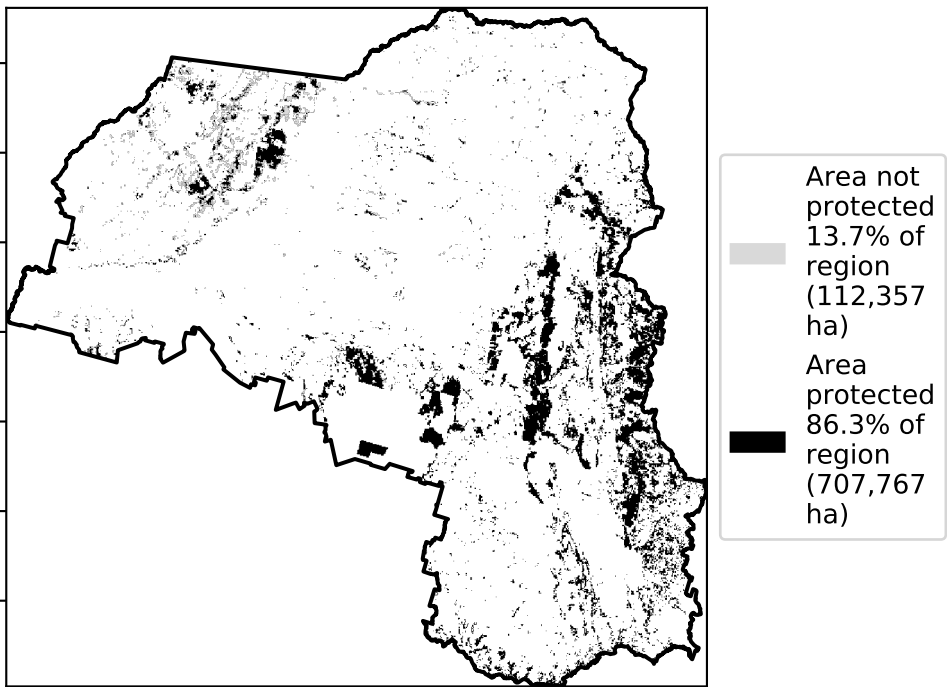 Area not
protected
13.7% of
region
(112,357
ha)
Area
protected
86.3% of
region
(707,767
ha)